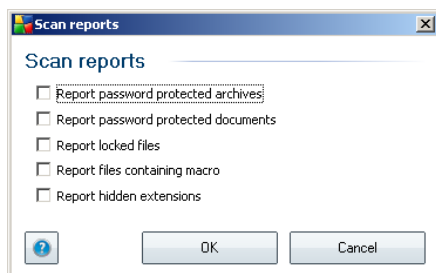 Scan reports
Scan reports
Report password protected archives
Report password protected documents
Report locked files
Report files containing macro
Report hidden extensions
?
OK
Cancel